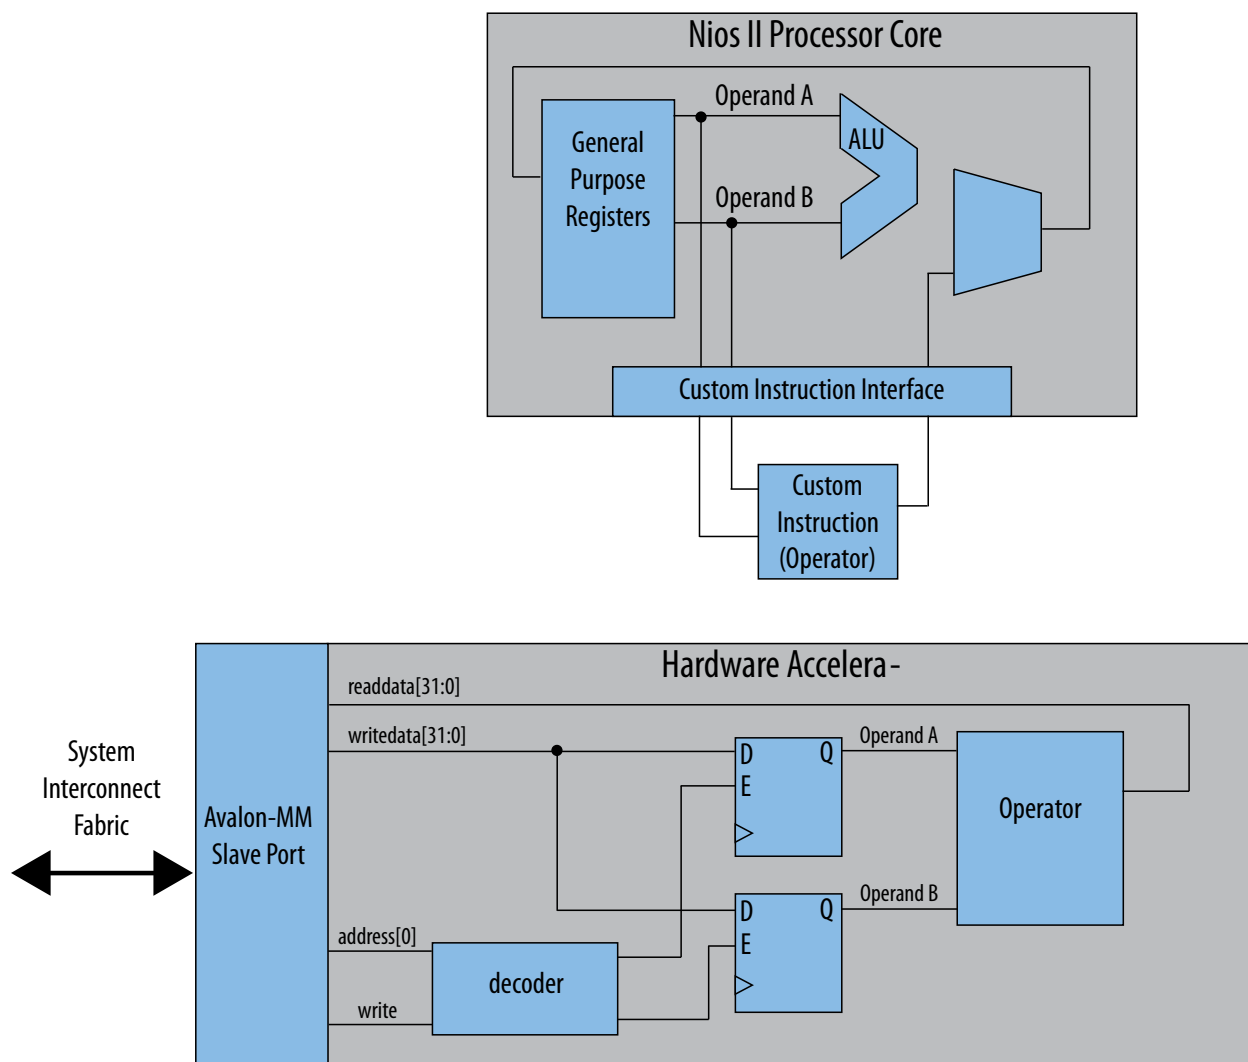 Nios II Processor Core
Operand A
General
Purpose
Registers
ALU
Operand B
Custom Instruction Interface
Custom
Instruction
(Operator)
Hardware Accelera-
readdata[31:0]
writedata[31:0]
System
Interconnect
Fabric
Avalon-MM
Slave Port
D
Q
E
Operand A
Operator
D
Q
E
Operand B
address[0]
decoder
write